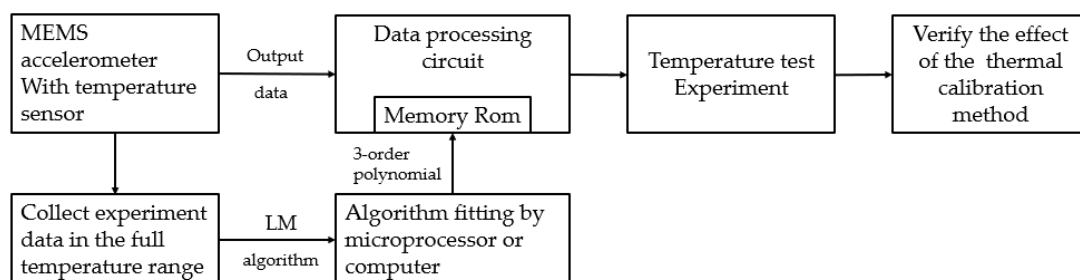 MEMS
accelerometer
With temperature
sensor
Output
data
Data processing
circuit
Memory Rom
Temperature test
Experiment
Verify the effect
of the thermal
calibration
method
3-order
polynomial
Collect experiment
data in the full
temperature range
LM
algorithm
Algorithm fitting by
microprocessor or
computer